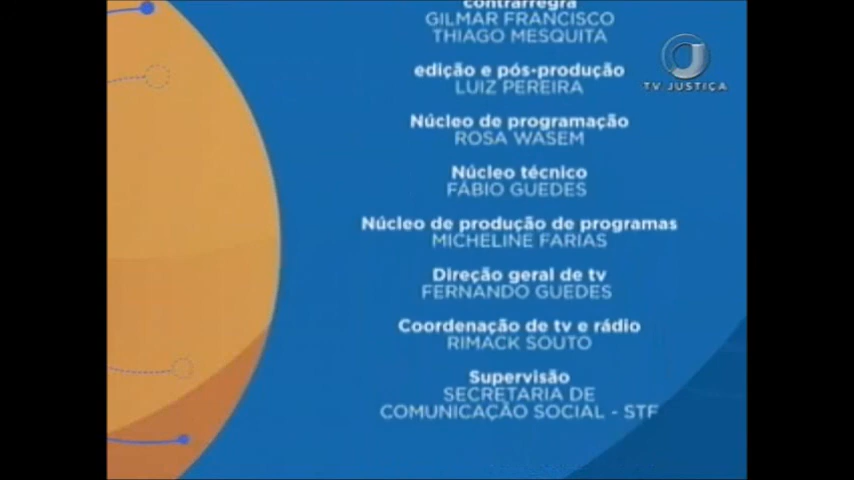 contrarregra
GILMAR FRANCISCO
THIAGO MESQUITA
edição e pós-produção
LUIZ PEREIRA
Núcleo de programação
ROSA WASEM
Núcleo técnico
FÁBIO GUEDES
Núcleo de produção de programas
MICHELINE FARIAS
Direção geral de tv
FERNANDO GUEDES
Coordenação de tv e rádio
RIMACK SOUTO
Supervisão
SECRETARIA DE
COMUNICAÇÃO SOCIAL - STF
TV JUSTIÇA